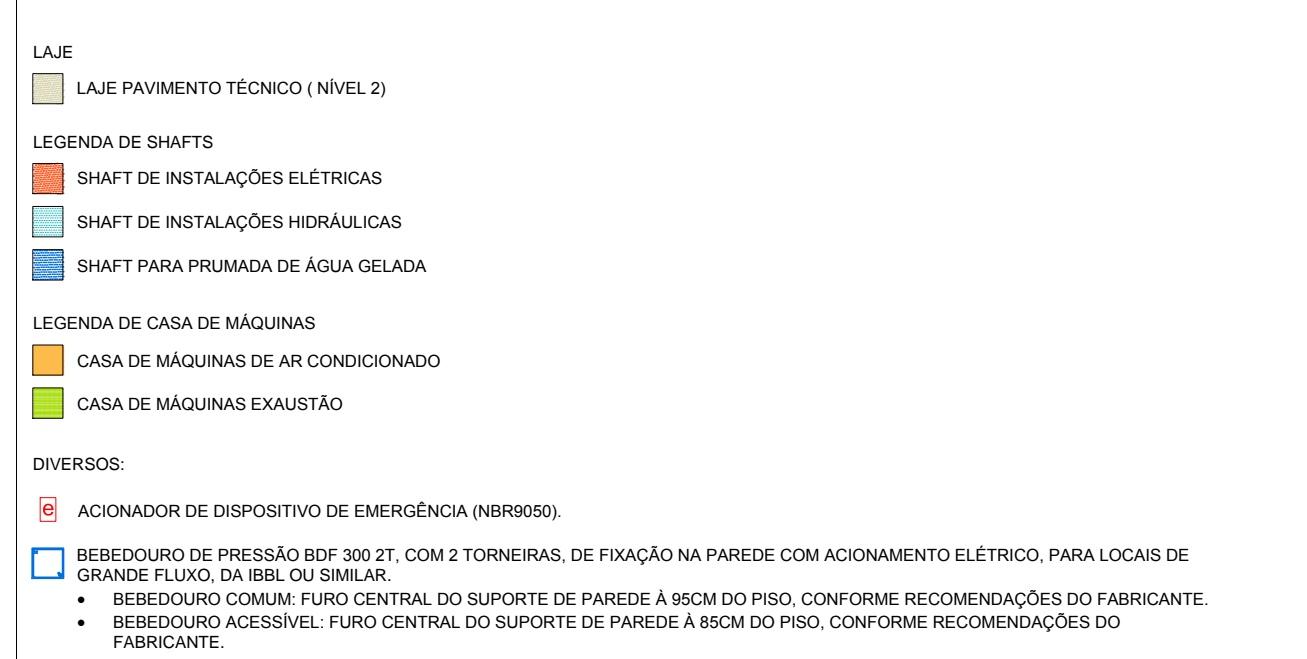 LAJE
LAJE PAVIMENTO TÉCNICO ( NÍVEL 2)
LEGENDA DE SHAFTS
SHAFT DE INSTALAÇÕES ELÉTRICAS
SHAFT DE INSTALAÇÕES HIDRÁULICAS
SHAFT PARA PRUMADA DE ÁGUA GELADA
LEGENDA DE CASA DE MÁQUINAS
CASA DE MÁQUINAS DE AR CONDICIONADO
CASA DE MÁQUINAS EXAUSTÃO
DIVERSOS:
e ACIONADOR DE DISPOSITIVO DE EMERGÊNCIA (NBR9050).
BEBEDOURO DE PRESSÃO BDF 300 2T, COM 2 TORNEIRAS, DE FIXAÇÃO NA PAREDE COM ACIONAMENTO ELÉTRICO, PARA LOCAIS DE
GRANDE FLUXO, DA IBBL OU SIMILAR.
• BEBEDOURO COMUM: FURO CENTRAL DO SUPORTE DE PAREDE À 95CM DO PISO, CONFORME RECOMENDAÇÕES DO FABRICANTE.
• BEBEDOURO ACESSÍVEL: FURO CENTRAL DO SUPORTE DE PAREDE À 85CM DO PISO, CONFORME RECOMENDAÇÕES DO
FABRICANTE.